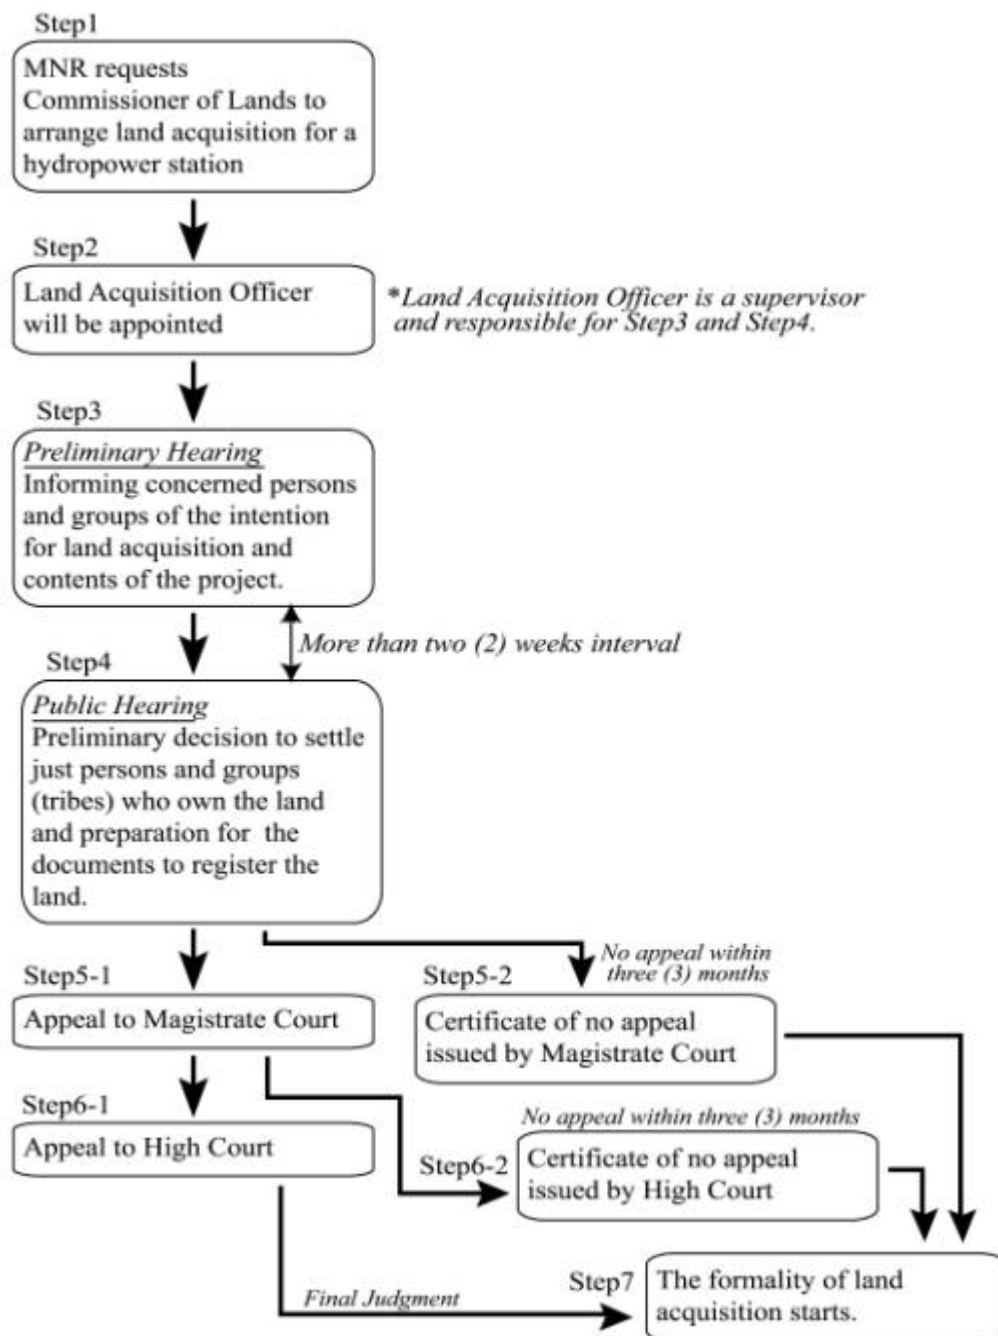 Step1
MNR requests
Commissioner of Lands to
arrange land acquisition for a
hydropower station
Step2
Land Acquisition Officer
will be appointed
*Land Acquisition Officer is a supervisor
and responsible for Step3 and Step4.
Step3
Preliminary Hearing
Informing concerned persons
and groups of the intention
for land acquisition and
contents of the project.
More than two (2) weeks interval
Step4
Public Hearing
Preliminary decision to settle
just persons and groups
(tribes) who own the land
and preparation for the
documents to register the
land.
Step5-1
Appeal to Magistrate Court
No appeal within
three (3) months
Step5-2
Certificate of no appeal
issued by Magistrate Court
Step6-1
Appeal to High Court
No appeal within three (3) months
Step6-2
Certificate of no appeal
issued by High Court
Final Judgment
Step7
The formality of land
acquisition starts.